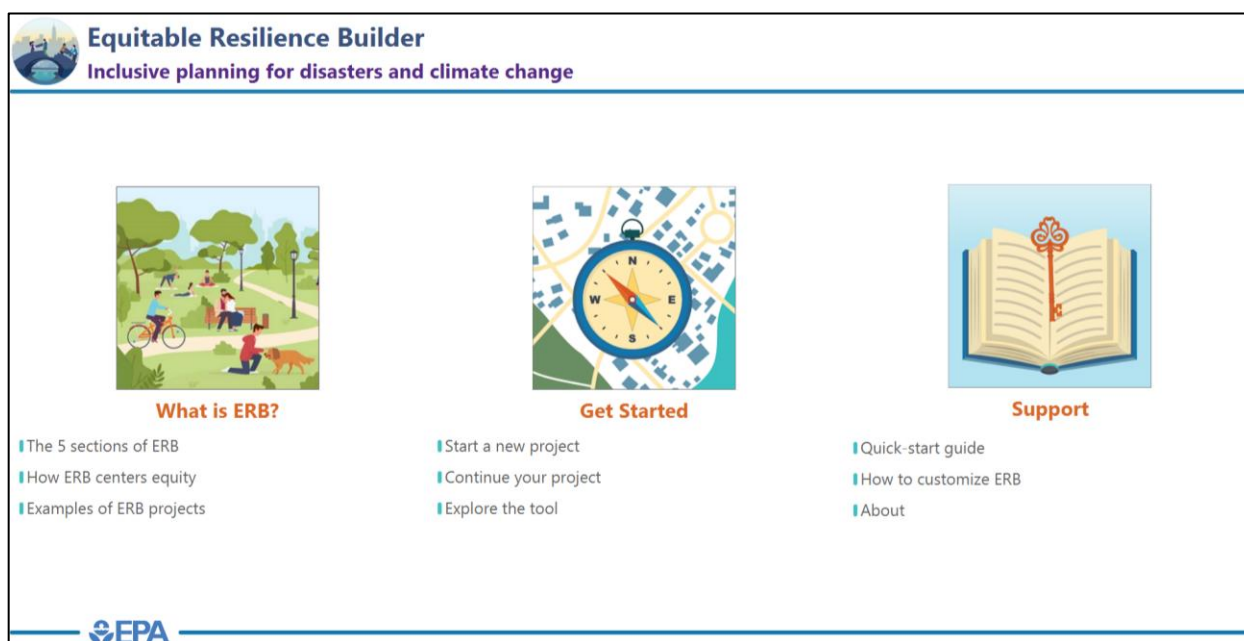 Equitable Resilience Builder
Inclusive planning for disasters and climate change
N
W E
S
What is ERB?
The 5 sections of ERB
How ERB centers equity
Examples of ERB projects
Get Started
Start a new project
Continue your project
Explore the tool
Support
Quick-start guide
How to customize ERB
About
EPA